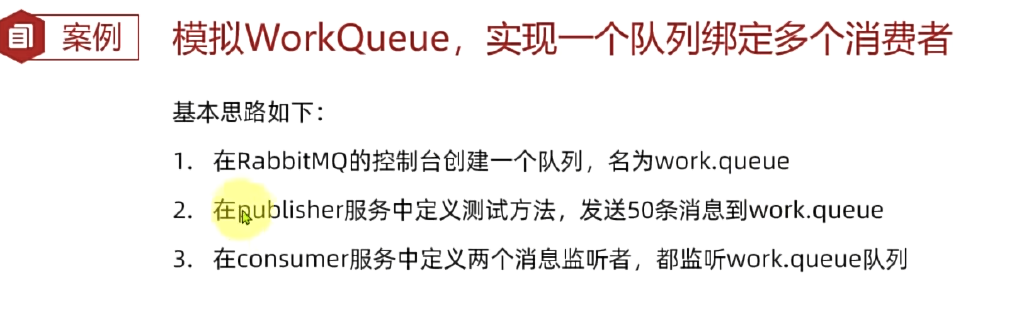 案例
模拟WorkQueue，实现一个队列绑定多个消费者
基本思路如下：
1. 在RabbitMQ的控制台创建一个队列，名为work.queue
2. 在publisher服务中定义测试方法，发送50条消息到work.queue
3. 在consumer服务中定义两个消息监听者，都监听work.queue队列